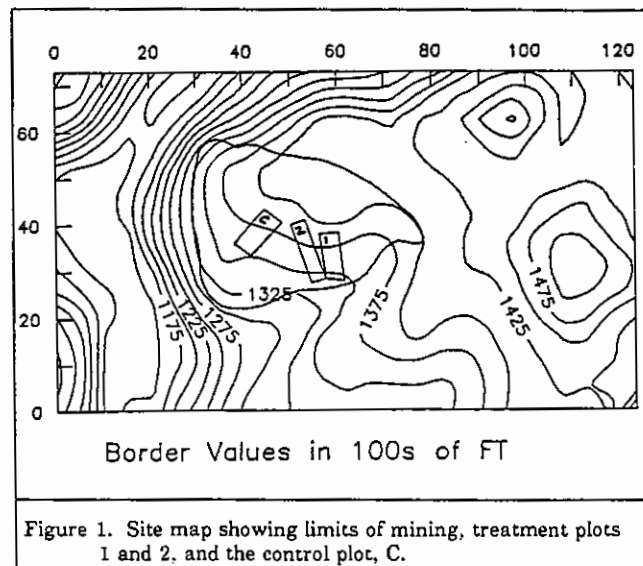 0 20 40 60 80 100 120
60
40
20
0
C
2
1
1325
1375
1475
1425
1275
1225
1175
Border Values in 100s of FT
Figure 1. Site map showing limits of mining, treatment plots
1 and 2, and the control plot, C.